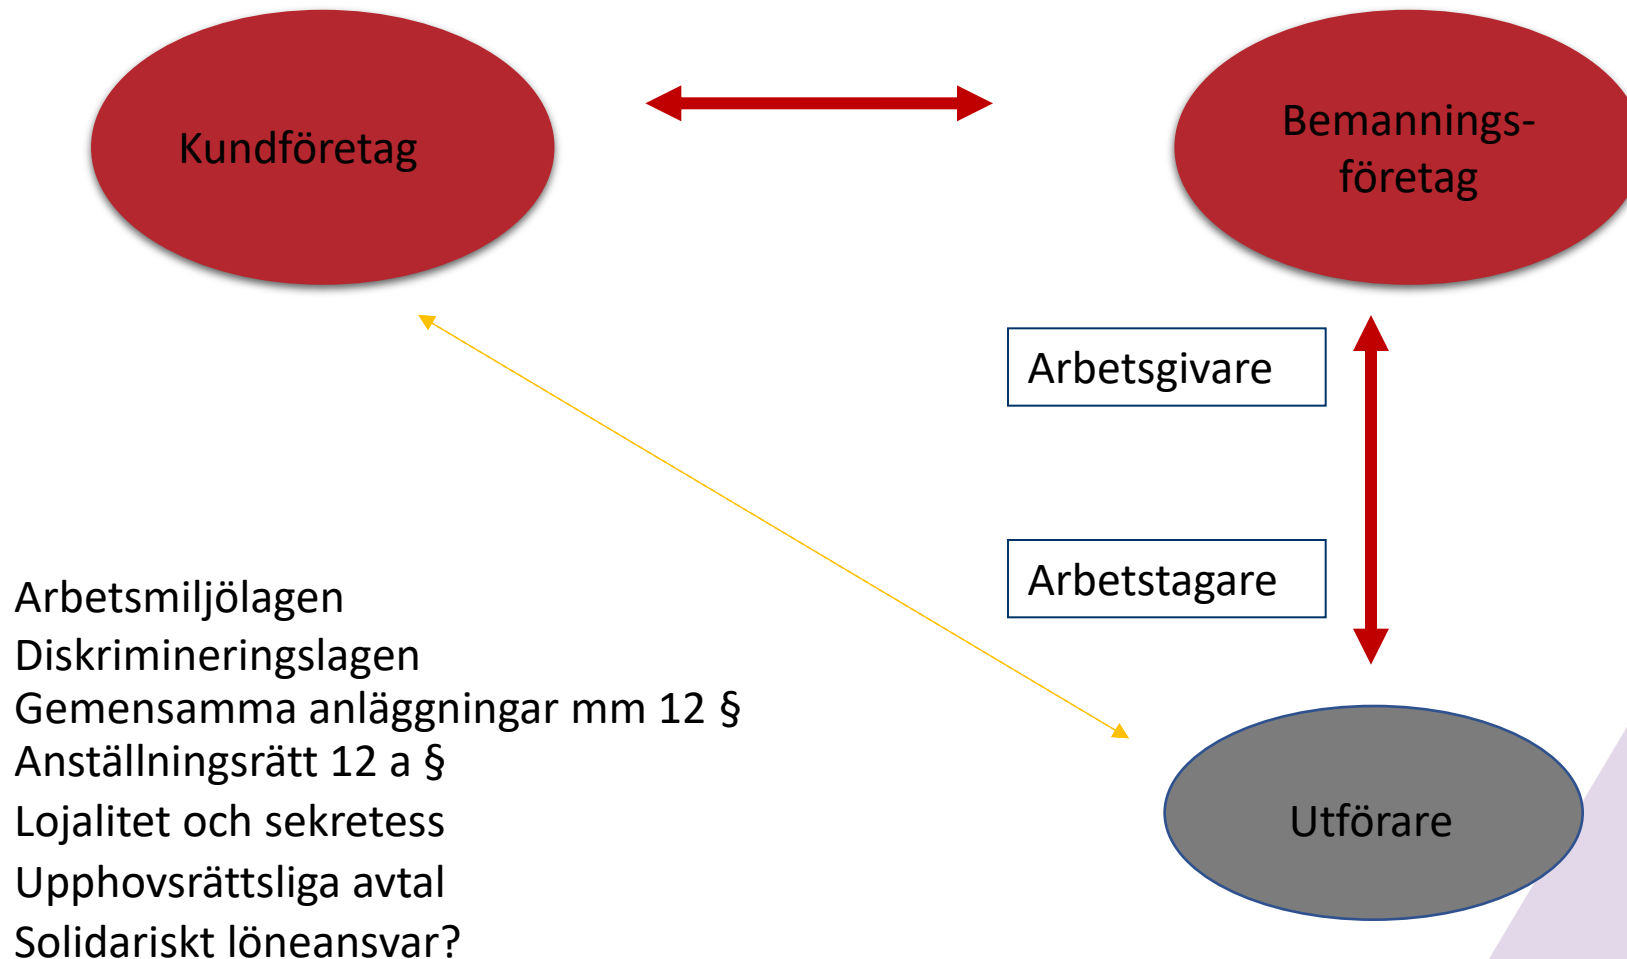 Kundföretag
Bemannings-
företag
Arbetsgivare
Arbetstagare
Arbetsmiljölagen
Diskrimineringslagen
Gemensamma anläggningar mm 12 §
Anställningsrätt 12 a §
Lojalitet och sekretess
Upphovsrättsliga avtal
Solidariskt löneansvar?
Utförare